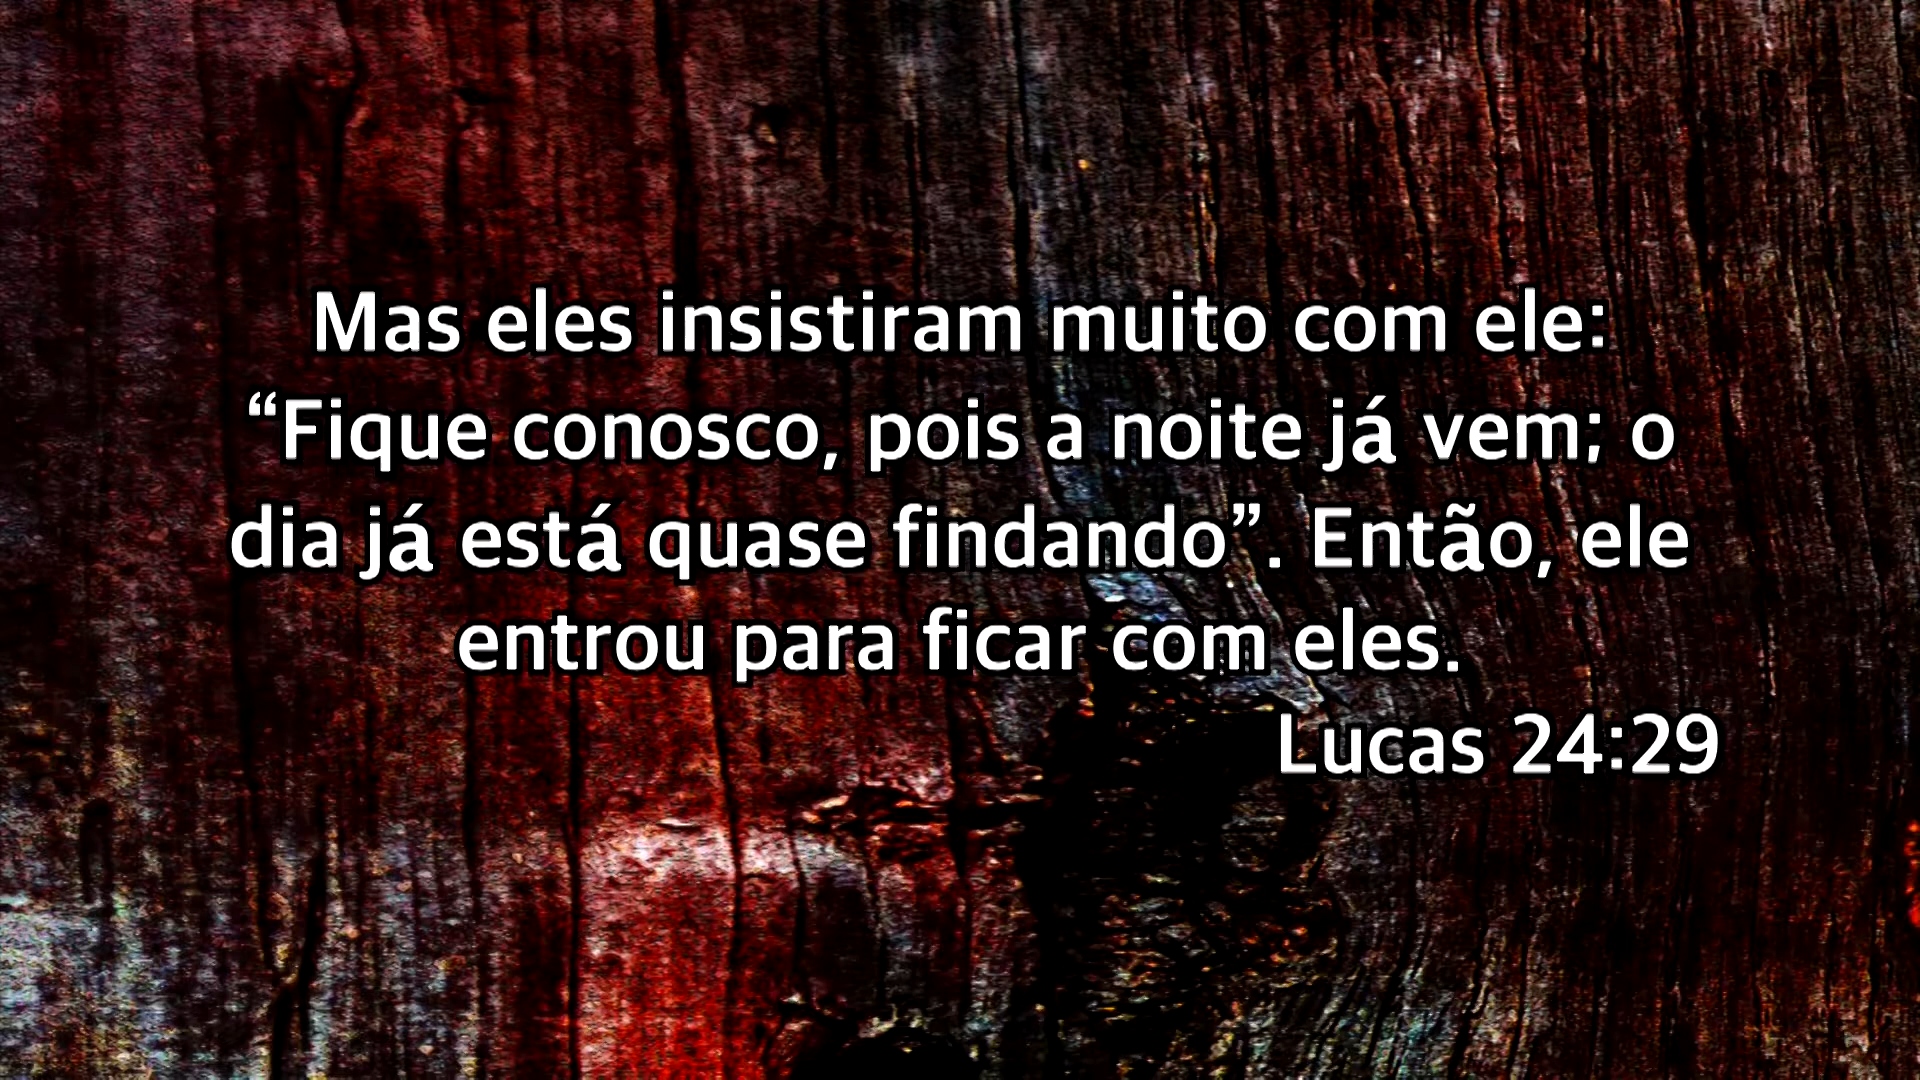 Mas eles insistiram muito com ele:
“Fique conosco, pois a noite já vem; o
dia já está quase findando”. Então, ele
entrou para ficar com eles.
Lucas 24:29